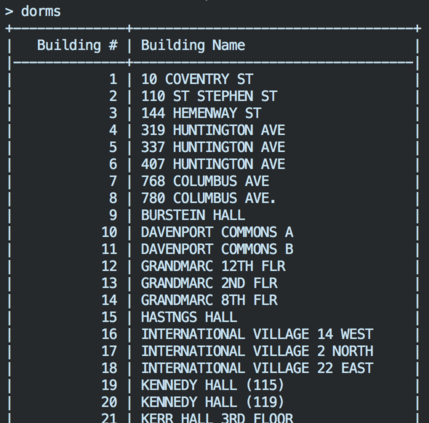 > dorms
Building # | Building Name
1 | 10 COVENTRY ST
2 | 110 ST STEPHEN ST
3 | 144 HEMENWAY ST
4 | 319 HUNTINGTON AVE
5 | 337 HUNTINGTON AVE
6 | 407 HUNTINGTON AVE
7 | 768 COLUMBUS AVE
8 | 780 COLUMBUS AVE.
9 | BURSTEIN HALL
10 | DAVENPORT COMMONS A
11 | DAVENPORT COMMONS B
12 | GRANDMARC 12TH FLR
13 | GRANDMARC 2ND FLR
14 | GRANDMARC 8TH FLR
15 | HASTNGS HALL
16 | INTERNATIONAL VILLAGE 14 WEST
17 | INTERNATIONAL VILLAGE 2 NORTH
18 | INTERNATIONAL VILLAGE 22 EAST
19 | KENNEDY HALL (115)
20 | KENNEDY HALL (119)
21 | KERR HALL 3RD FLOOR